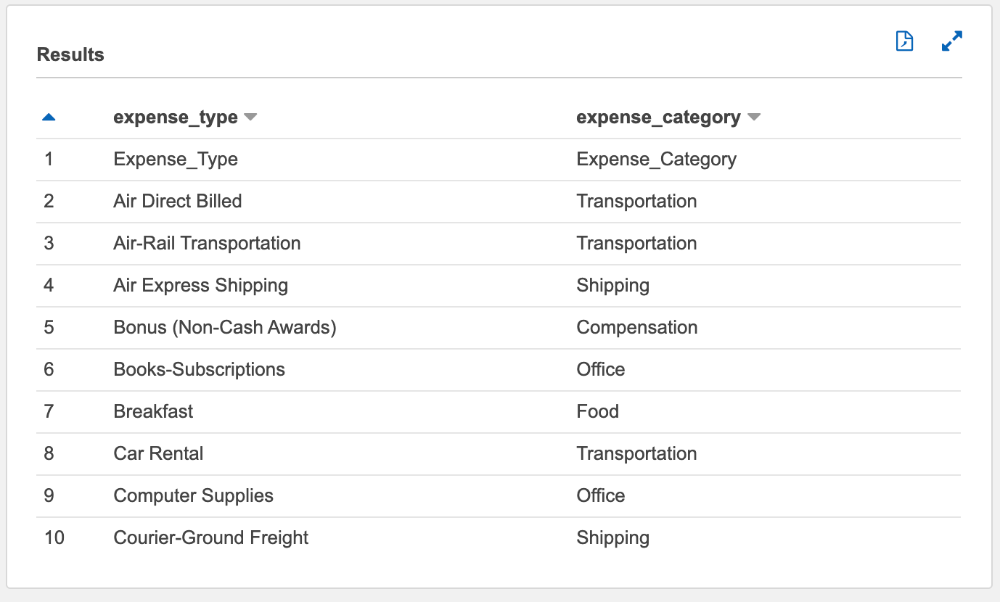 Results
expense_type expense_category
1 Expense_Type Expense_Category
2 Air Direct Billed Transportation
3 Air-Rail Transportation Transportation
4 Air Express Shipping Shipping
5 Bonus (Non-Cash Awards) Compensation
6 Books-Subscriptions Office
7 Breakfast Food
8 Car Rental Transportation
9 Computer Supplies Office
10 Courier-Ground Freight Shipping